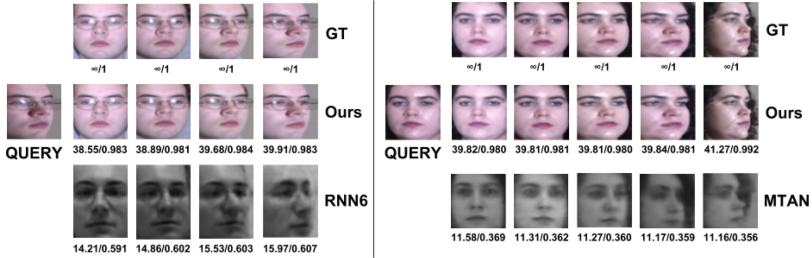 GT
∞/1 ∞/1 ∞/1 ∞/1
Ours
QUERY
38.55/0.983 38.89/0.981 39.68/0.984 39.91/0.983
RNN6
14.21/0.591 14.86/0.602 15.53/0.603 15.97/0.607
GT
∞/1 ∞/1 ∞/1 ∞/1 ∞/1
Ours
QUERY
39.82/0.980 39.81/0.981 39.81/0.980 39.84/0.981 41.27/0.992
MTAN
11.58/0.369 11.31/0.362 11.27/0.360 11.17/0.359 11.16/0.356